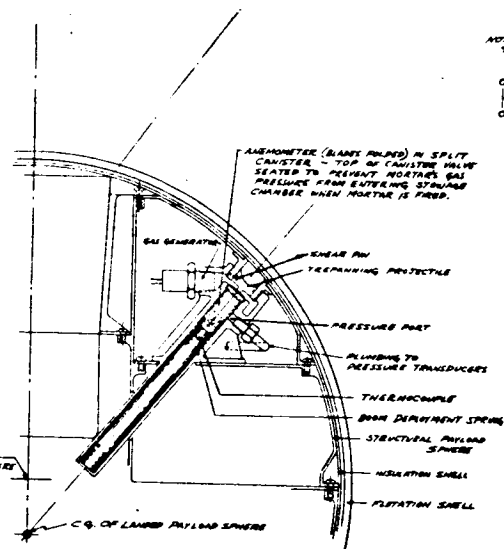 ANEMOMETER (BLADES FOLDED) IN SPLIT
CANISTER - TOP OF CANISTER VALVE
SEATED TO PREVENT MORTAR GAS
PRESSURE FROM ENTERING STOWAGE
CHAMBER WHEN MORTAR IS FIRED.
GAS GENERATOR
SHEAR PIN
TREPANNING PROJECTILE
PRESSURE PORT
PLUMBING TO
PRESSURE TRANSDUCERS
THERMOCOUPLE
BOOM DEPLOYMENT SPRING
STRUCTURAL PAYLOAD
SPHERE
INSULATION SHELL
FLOTATION SHELL
C.G. OF LANDED PAYLOAD SPHERE